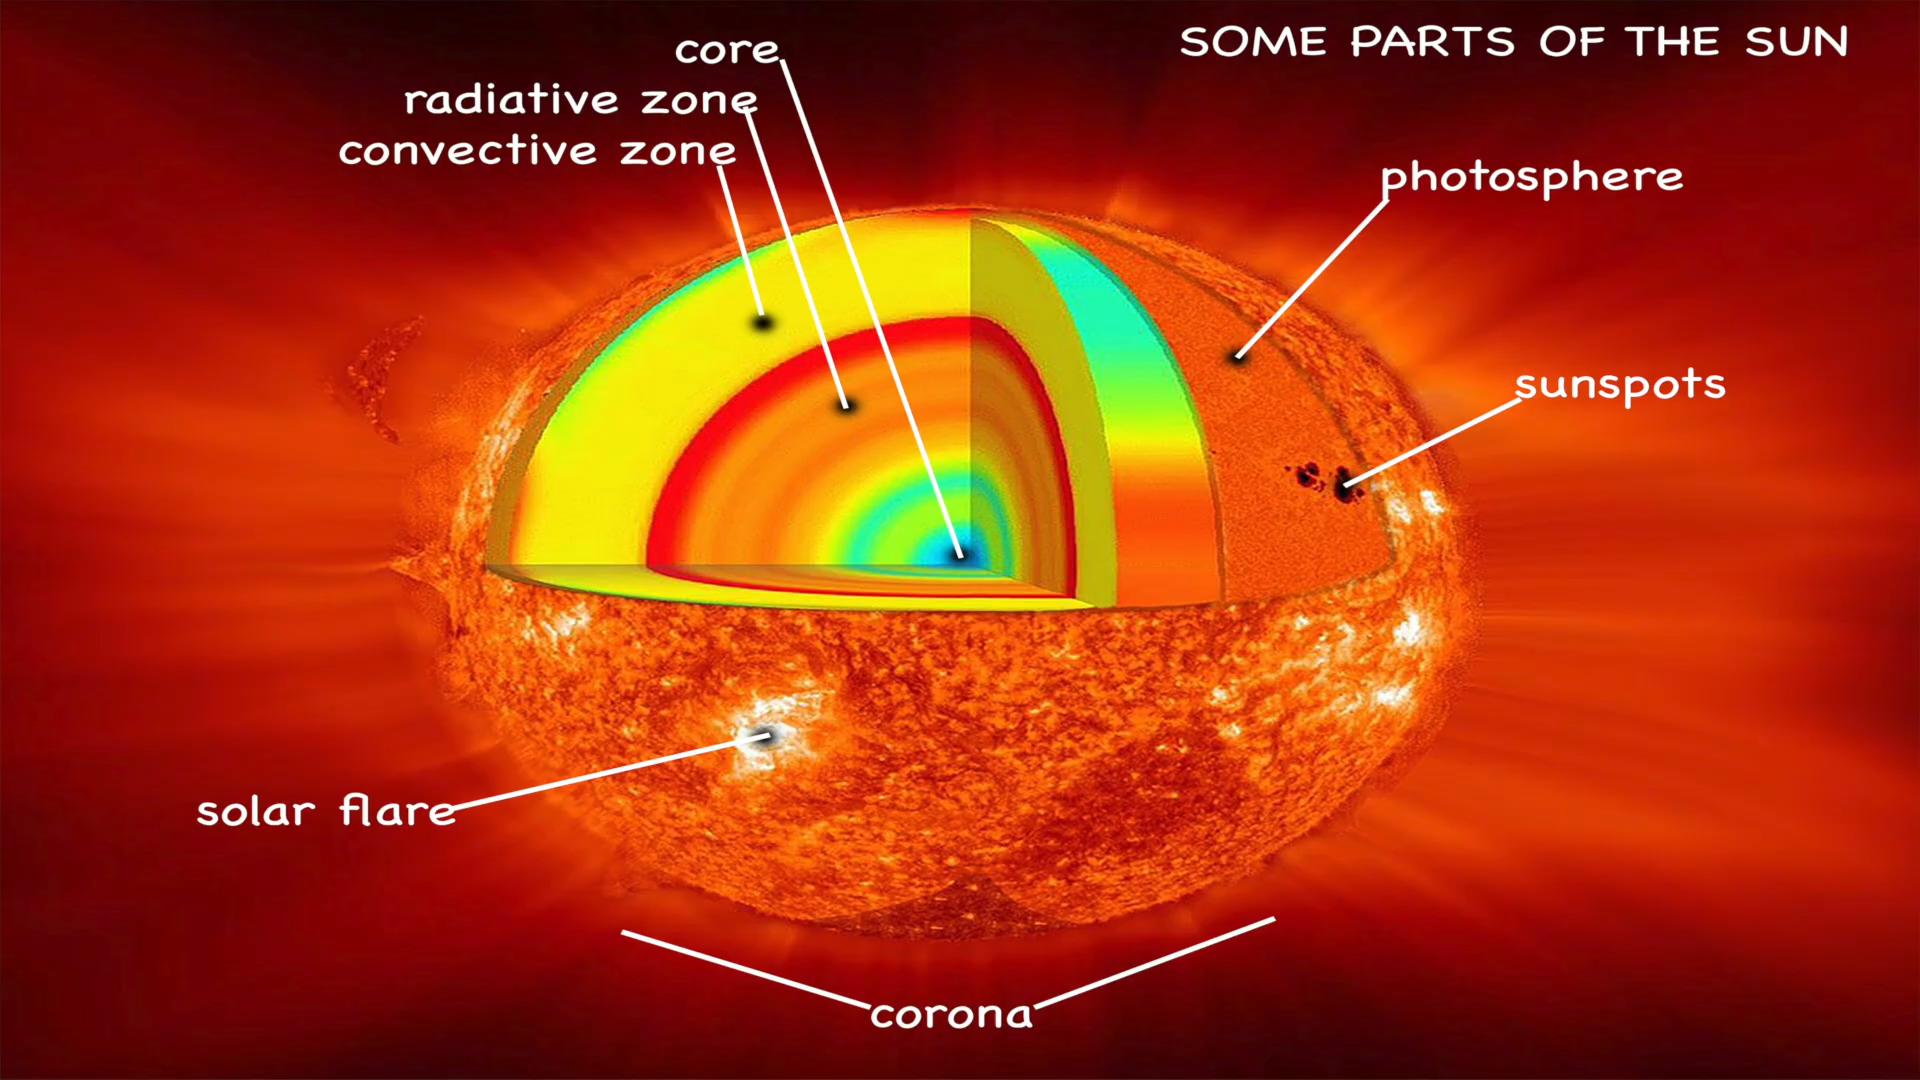 SOME PARTS OF THE SUN
core
radiative zone
convective zone
photosphere
sunspots
solar flare
corona